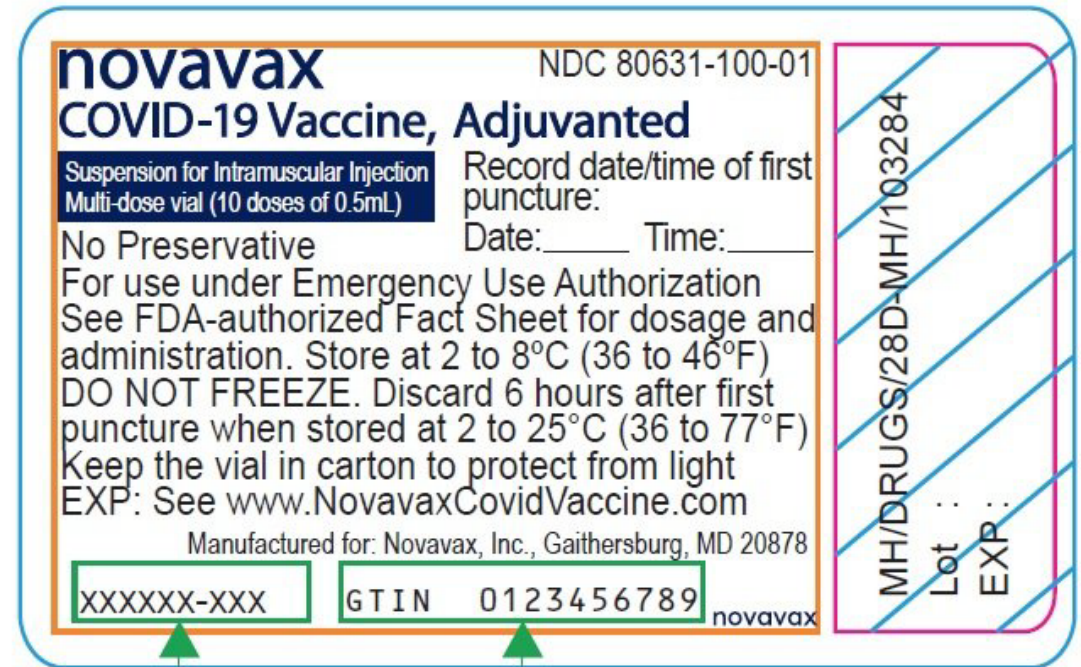 novavax
NDC 80631-100-01
COVID-19 Vaccine, Adjuvanted
Suspension for Intramuscular Injection
Multi-dose vial (10 doses of 0.5mL)
Record date/time of first
puncture:
Date:_____ Time:_____
No Preservative
For use under Emergency Use Authorization
See FDA-authorized Fact Sheet for dosage and
administration. Store at 2 to 8ºC (36 to 46ºF)
DO NOT FREEZE. Discard 6 hours after first
puncture when stored at 2 to 25°C (36 to 77°F)
Keep the vial in carton to protect from light
EXP: See www.NovavaxCovidVaccine.com
Manufactured for: Novavax, Inc., Gaithersburg, MD 20878
XXXXXX-XXX
GTIN 0123456789
novavax
MH/DRUGS/28D-MH/103284
Lot :
EXP :